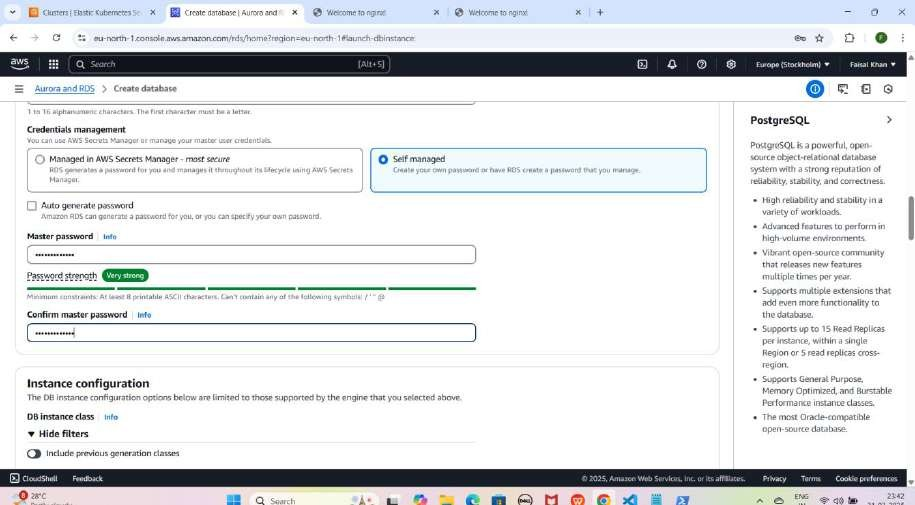 Clusters | Elastic Kubernetes Se
Create database | Aurora and R
Welcome to nginx!
Welcome to nginx!
eu-north-1.console.aws.amazon.com/rds/home?region=eu-north-1#launch-dbinstance:
F
aws
Search
[Alt+S]
Europe (Stockholm)
Faisal Khan
Aurora and RDS > Create database
1 to 16 alphanumeric characters. The first character must be a letter.
Credentials management
You can use AWS Secrets Manager or manage your master user credentials.
Managed in AWS Secrets Manager - most secure
RDS generates a password for you and manages it throughout its lifecycle using AWS Secrets
Manager.
Self managed
Create your own password or have RDS create a password that you manage.
Auto generate password
Amazon RDS can generate a password for you, or you can specify your own password.
Master password | Info
•••••••••••••
Password strength Very strong
Minimum constraints: At least 8 printable ASCII characters. Can't contain any of the following symbols: / ' " @
Confirm master password | Info
•••••••••••••
Instance configuration
The DB instance configuration options below are limited to those supported by the engine that you selected above.
DB instance class | Info
▼ Hide filters
Include previous generation classes
PostgreSQL
PostgreSQL is a powerful, open-
source object-relational database
system with a strong reputation of
reliability, stability, and correctness.
• High reliability and stability in a
variety of workloads.
• Advanced features to perform in
high-volume environments.
• Vibrant open-source community
that releases new features
multiple times per year.
• Supports multiple extensions that
add even more functionality to
the database.
• Supports up to 15 Read Replicas
per instance, within a single
Region or 5 read replicas cross-
region.
• Supports General Purpose,
Memory Optimized, and Burstable
Performance instance classes.
• The most Oracle-compatible
open-source database.
CloudShell
Feedback
© 2025, Amazon Web Services, Inc. or its affiliates.
Privacy
Terms
Cookie preferences
28°C
Search
DELL
ENG
IN
23:42